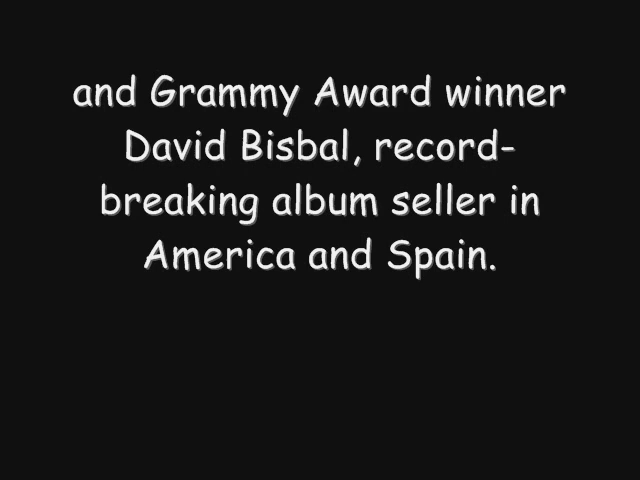 and Grammy Award winner
David Bisbal, record-
breaking album seller in
America and Spain.